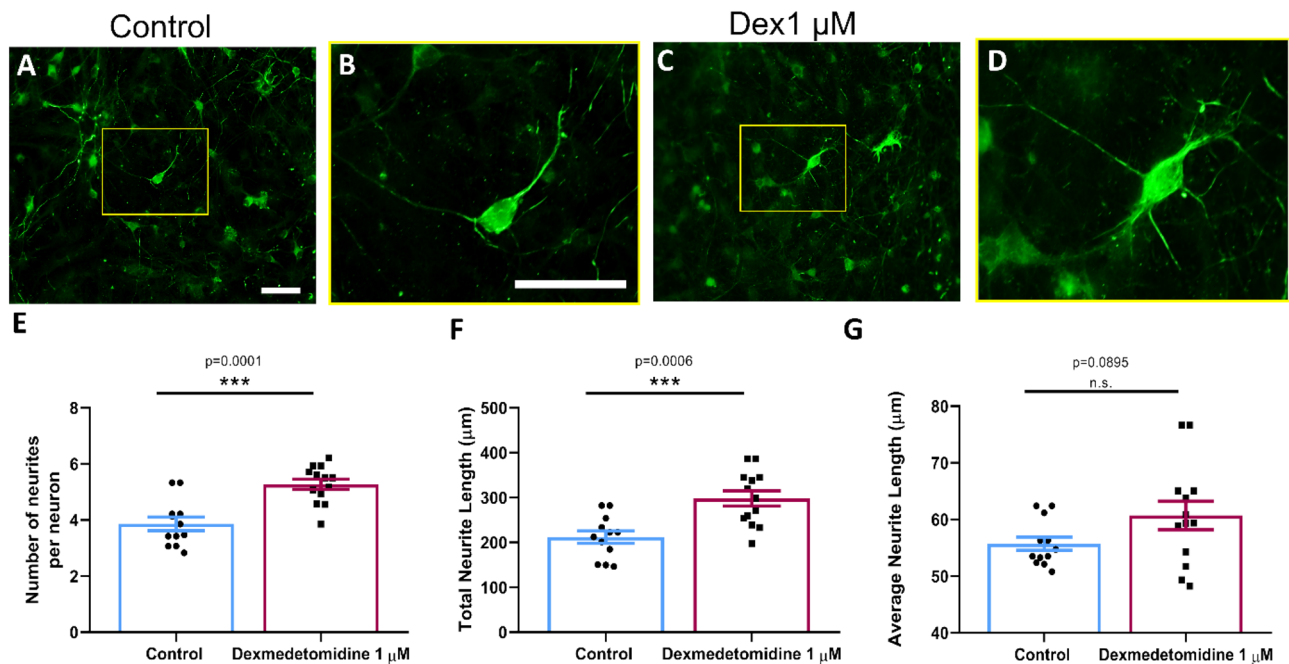 Control
Dex1 µM
A
B
C
D
E
F
G
p=0.0001
***
Number of neurites
per neuron
8
6
4
2
0
Control
Dexmedetomidine 1 µM
p=0.0006
***
Total Neurite Length (µm)
500
400
300
200
100
0
Control
Dexmedetomidine 1 µM
p=0.0895
n.s.
Average Neurite Length (µm)
80
70
60
50
40
Control
Dexmedetomidine 1 µM